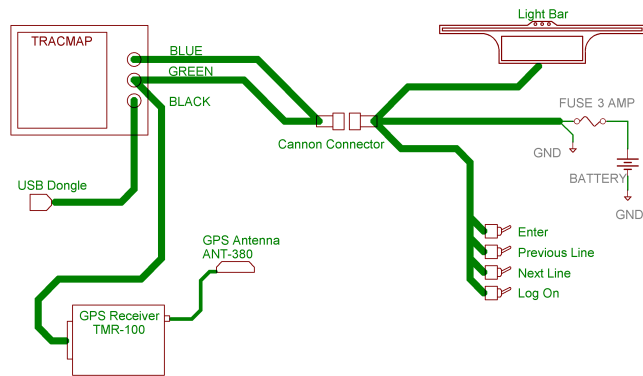 Light Bar
TRACMAP
BLUE
GREEN
BLACK
FUSE 3 AMP
Cannon Connector
GND
BATTERY
USB Dongle
GND
Enter
GPS Antenna
ANT-380
Previous Line
Next Line
Log On
GPS Receiver
TMR-100